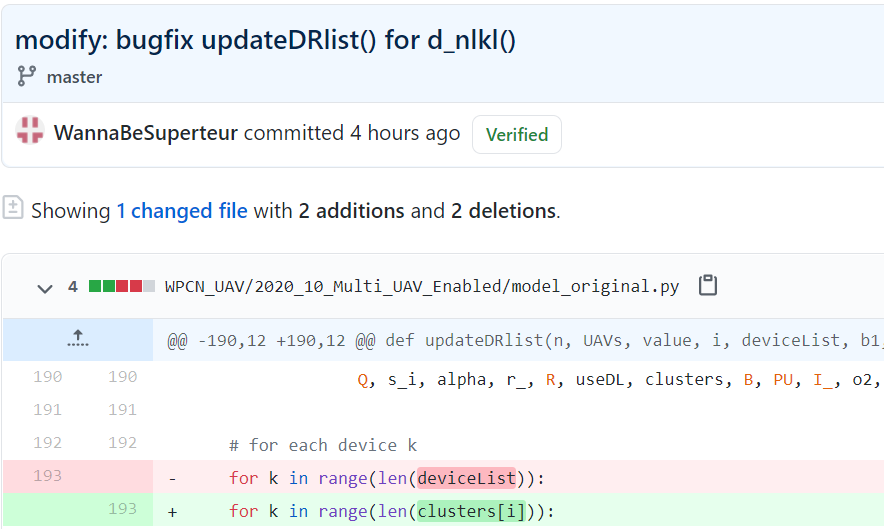 modify: bugfix updateDRlist() for d_nlkl()
master
WannaBeSuperteur committed 4 hours ago Verified
Showing 1 changed file with 2 additions and 2 deletions.
4 WPCN_UAV/2020_10_Multi_UAV_Enabled/model_original.py
@@ -190,12 +190,12 @@ def updateDRlist(n, UAVs, value, i, deviceList, b1,
190 190 Q, s_i, alpha, r_, R, useDL, clusters, B, PU, I_, o2,
191 191
192 192 # for each device k
193 - for k in range(len(deviceList)):
193 + for k in range(len(clusters[i])):